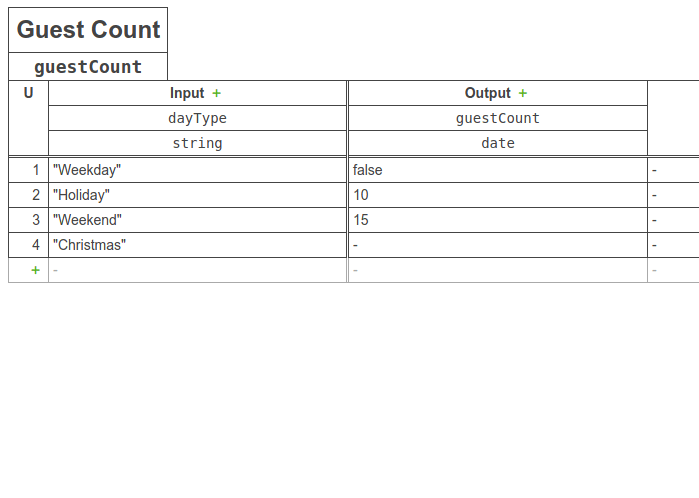 Guest Count
guestCount
U Input + Output +
dayType guestCount
string date
1 "Weekday" false -
2 "Holiday" 10 -
3 "Weekend" 15 -
4 "Christmas" - -
+ - - -